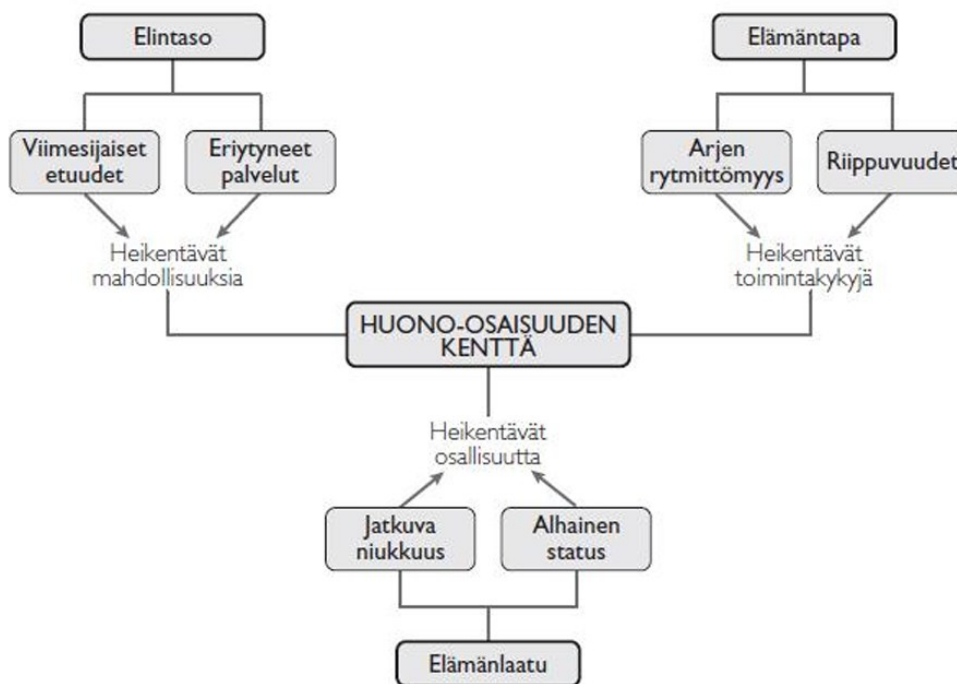 Elintaso
Elämäntapa
Viimesijaiset
etuudet
Eriytyneet
palvelut
Arjen
rytmittömyys
Riippuvuudet
Heikentävät
mahdollisuuksia
Heikentävät
toimintakykyjä
HUONO-OSAISUUDEN
KENTTÄ
Heikentävät
osallisuutta
Jatkuva
niukkuus
Alhainen
status
Elämänlaatu